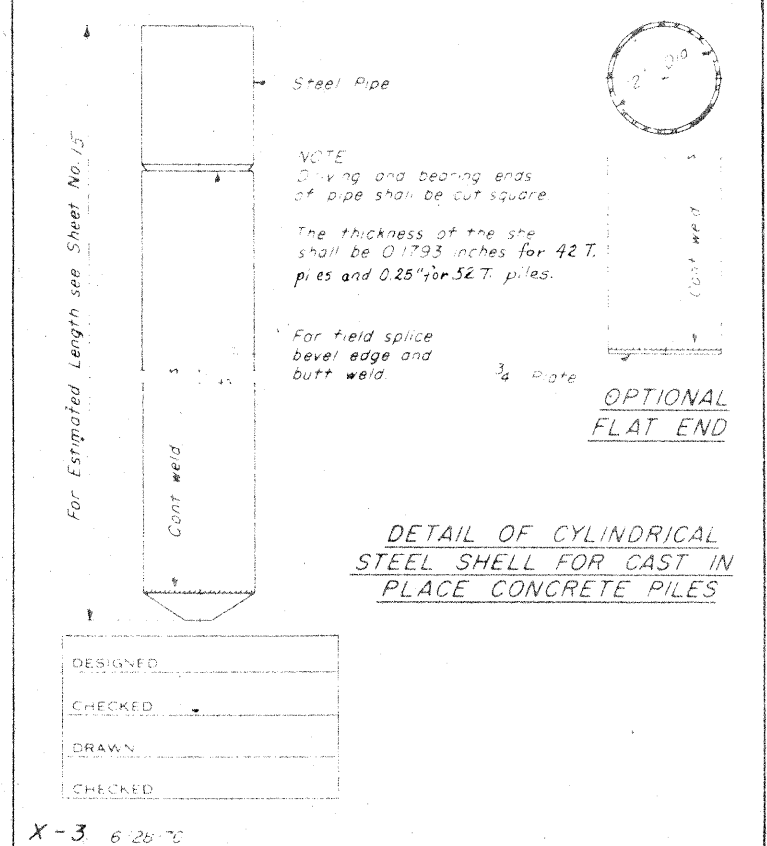 For Estimated Length see Sheet No. 15
Steel Pipe
NOTE
Driving and bearing ends
of pipe shall be cut square.
The thickness of the
shall be 0.1793 inches for 42 T.
piles and 0.25" for 52 T. piles.
For field splice
bevel edge and
butt weld.
Cont weld
Dia
Cont weld
3/4 Plate
OPTIONAL
FLAT END
DETAIL OF CYLINDRICAL
STEEL SHELL FOR CAST IN
PLACE CONCRETE PILES
DESIGNED
CHECKED
DRAWN
CHECKED
X-3